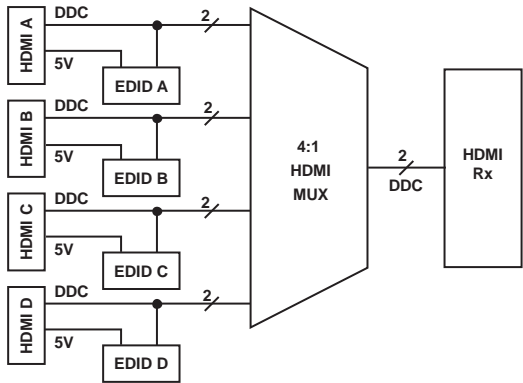 HDMI A
DDC
2
5V
EDID A
HDMI B
DDC
2
5V
EDID B
HDMI C
DDC
2
5V
EDID C
HDMI D
DDC
2
5V
EDID D
4:1
HDMI
MUX
2
DDC
HDMI
Rx